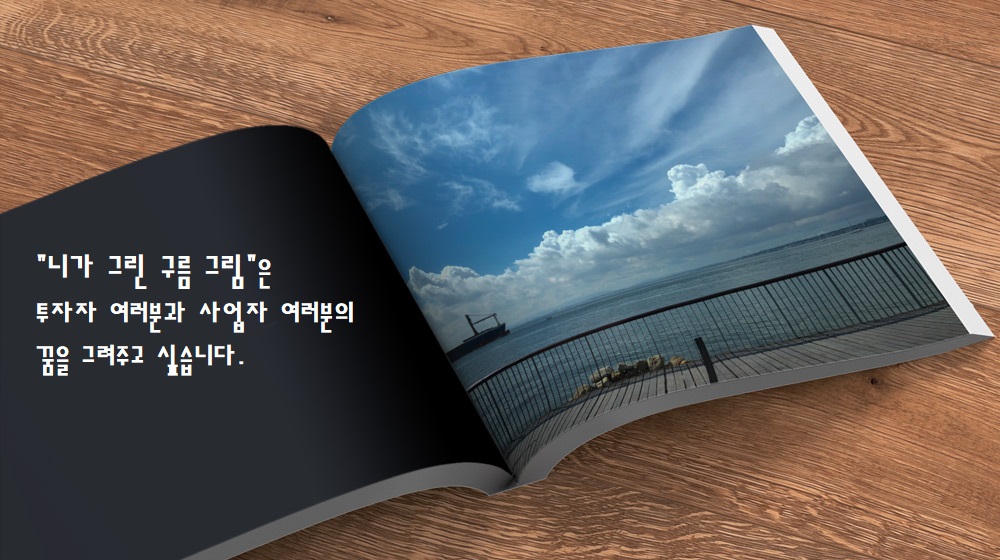 "니가 그린 구름 그림"은
투자자 여러분과 사업자 여러분의
꿈을 그려주고 싶습니다.